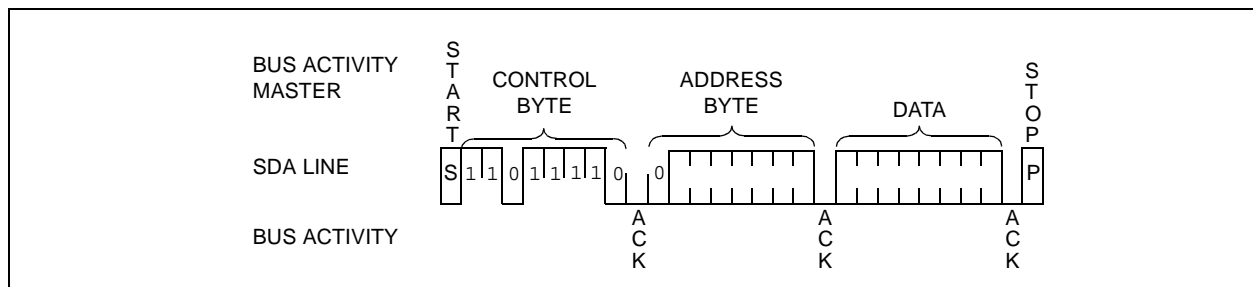 BUS ACTIVITY
MASTER
START
CONTROL
BYTE
ADDRESS
BYTE
DATA
STOP
SDA LINE
S 1 1 0 1 1 1 1 0 0 P
BUS ACTIVITY
ACK
ACK
ACK